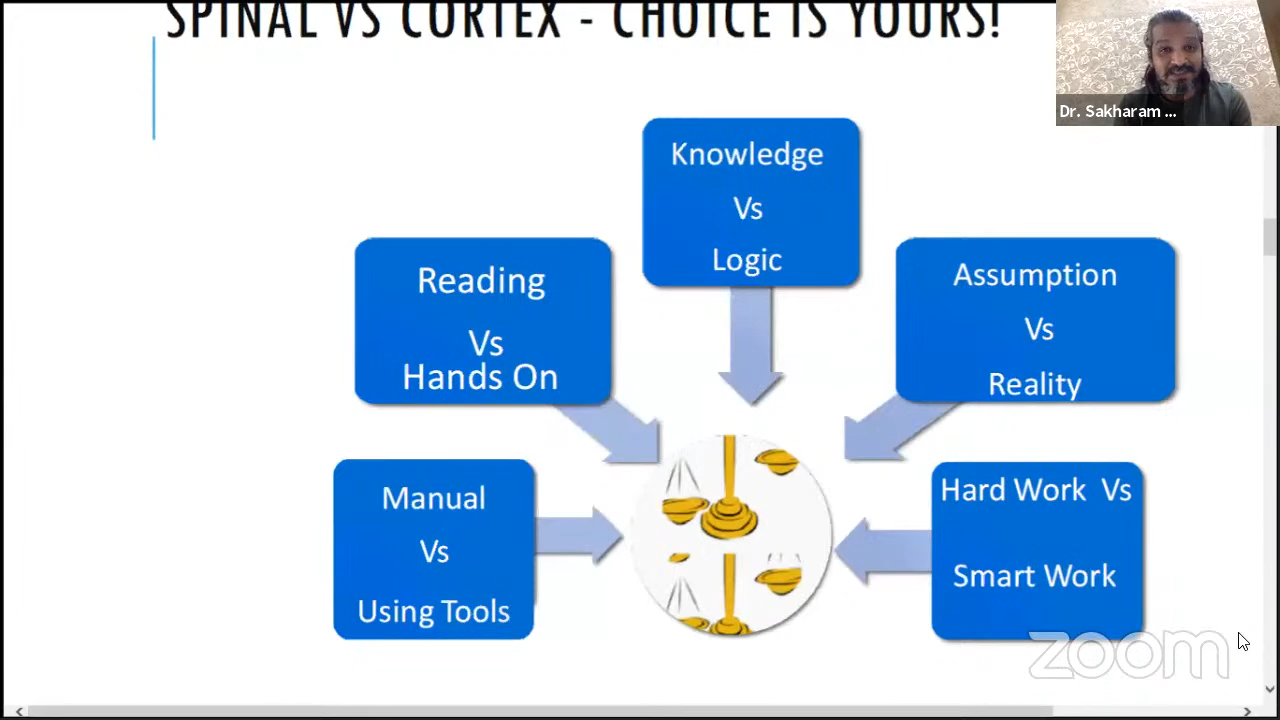 SPINAL VS CORTEX - CHOICE IS YOURS!
Dr. Sakharam ...
Knowledge
Vs
Logic
Reading
Vs
Hands On
Assumption
Vs
Reality
Manual
Vs
Using Tools
Hard Work Vs
Smart Work
zoom